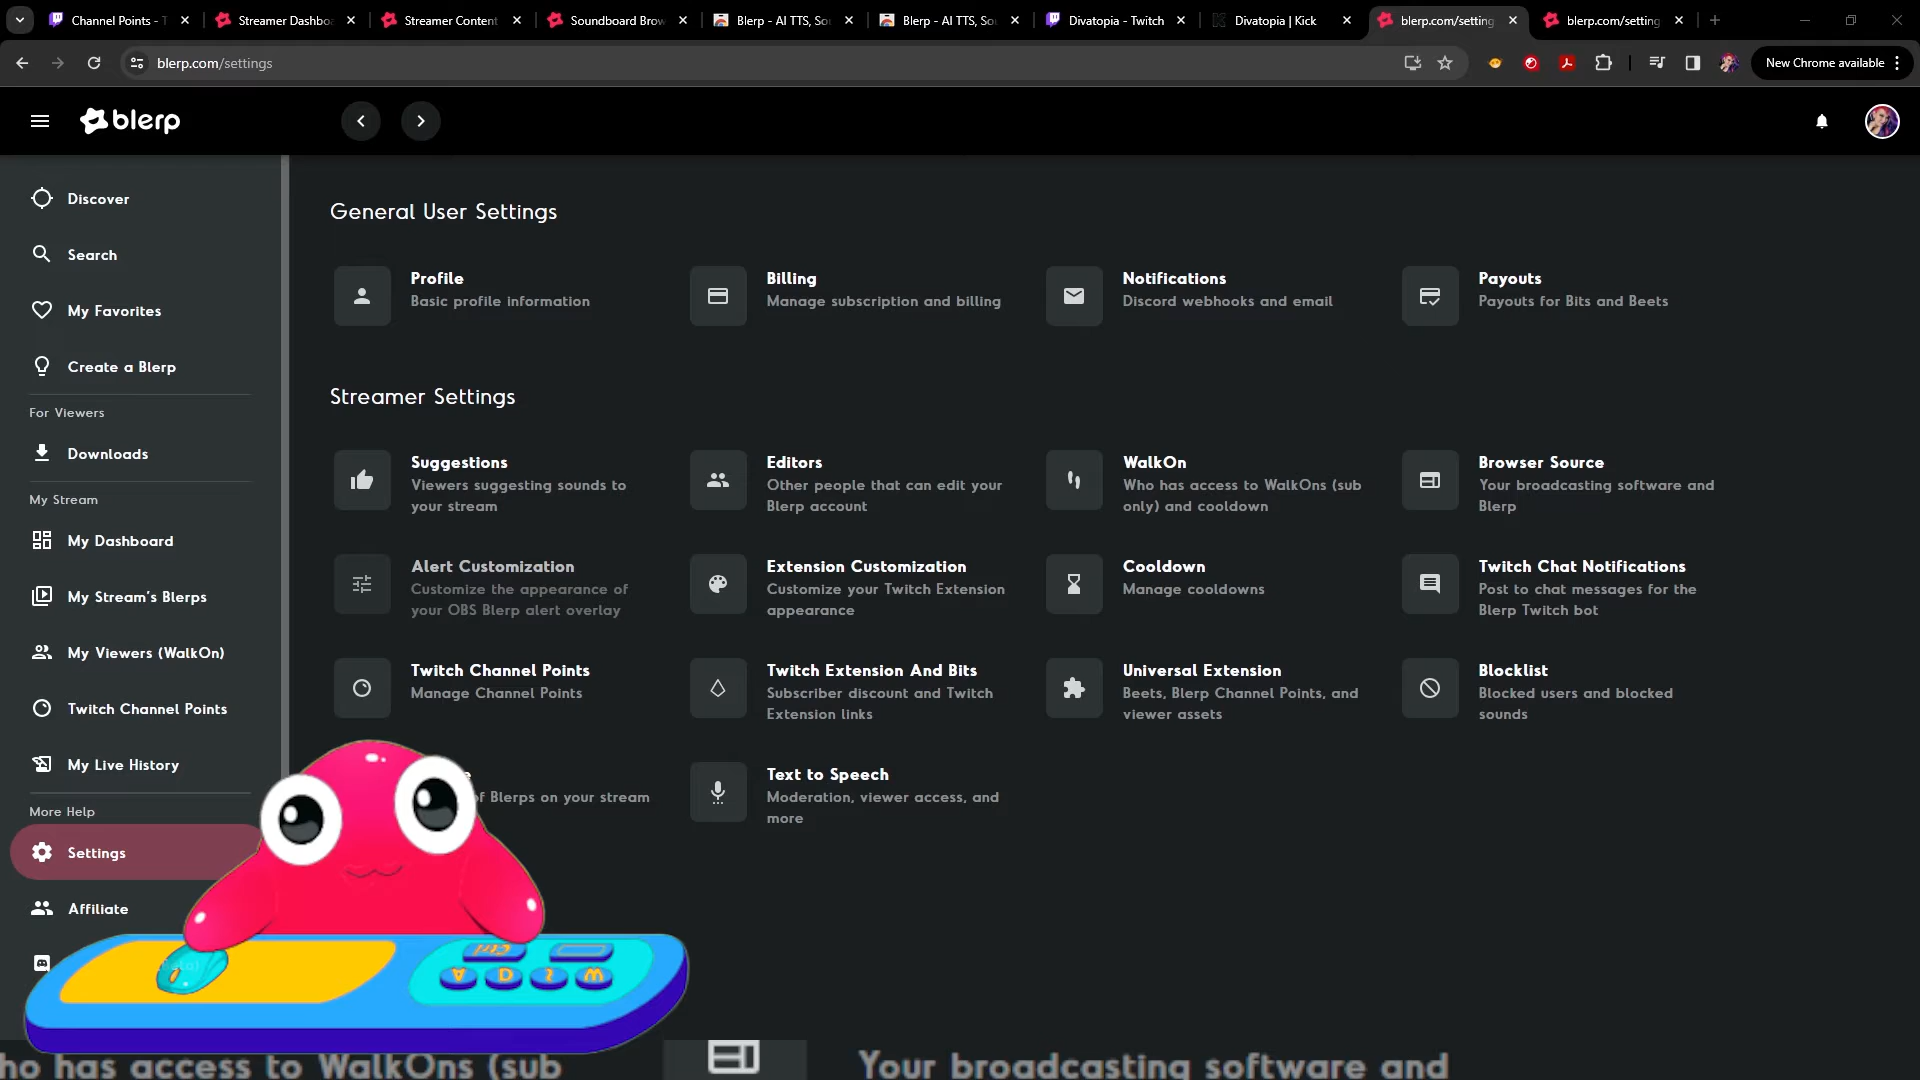 Channel Points - T
Streamer Dashbo
Streamer Content
Soundboard Brow
Blerp - AI TTS, So
Blerp - AI TTS, So
Divatopia - Twitch
Divatopia | Kick
blerp.com/setting
blerp.com/setting
blerp.com/settings
New Chrome available
blerp
Discover
Search
My Favorites
Create a Blerp
For Viewers
Downloads
My Stream
My Dashboard
My Stream's Blerps
My Viewers (WalkOn)
Twitch Channel Points
My Live History
More Help
Settings
Affiliate
General User Settings
Profile
Basic profile information
Billing
Manage subscription and billing
Notifications
Discord webhooks and email
Payouts
Payouts for Bits and Beets
Streamer Settings
Suggestions
Viewers suggesting sounds to
your stream
Editors
Other people that can edit your
Blerp account
WalkOn
Who has access to WalkOns (sub
only) and cooldown
Browser Source
Your broadcasting software and
Blerp
Alert Customization
Customize the appearance of
your OBS Blerp alert overlay
Extension Customization
Customize your Twitch Extension
appearance
Cooldown
Manage cooldowns
Twitch Chat Notifications
Post to chat messages for the
Blerp Twitch bot
Twitch Channel Points
Manage Channel Points
Twitch Extension And Bits
Subscriber discount and Twitch
Extension links
Universal Extension
Beets, Blerp Channel Points, and
viewer assets
Blocklist
Blocked users and blocked
sounds
of Blerps on your stream
Text to Speech
Moderation, viewer access, and
more
Ctrl
A D S W
ho has access to WalkOns (sub
Your broadcasting software and